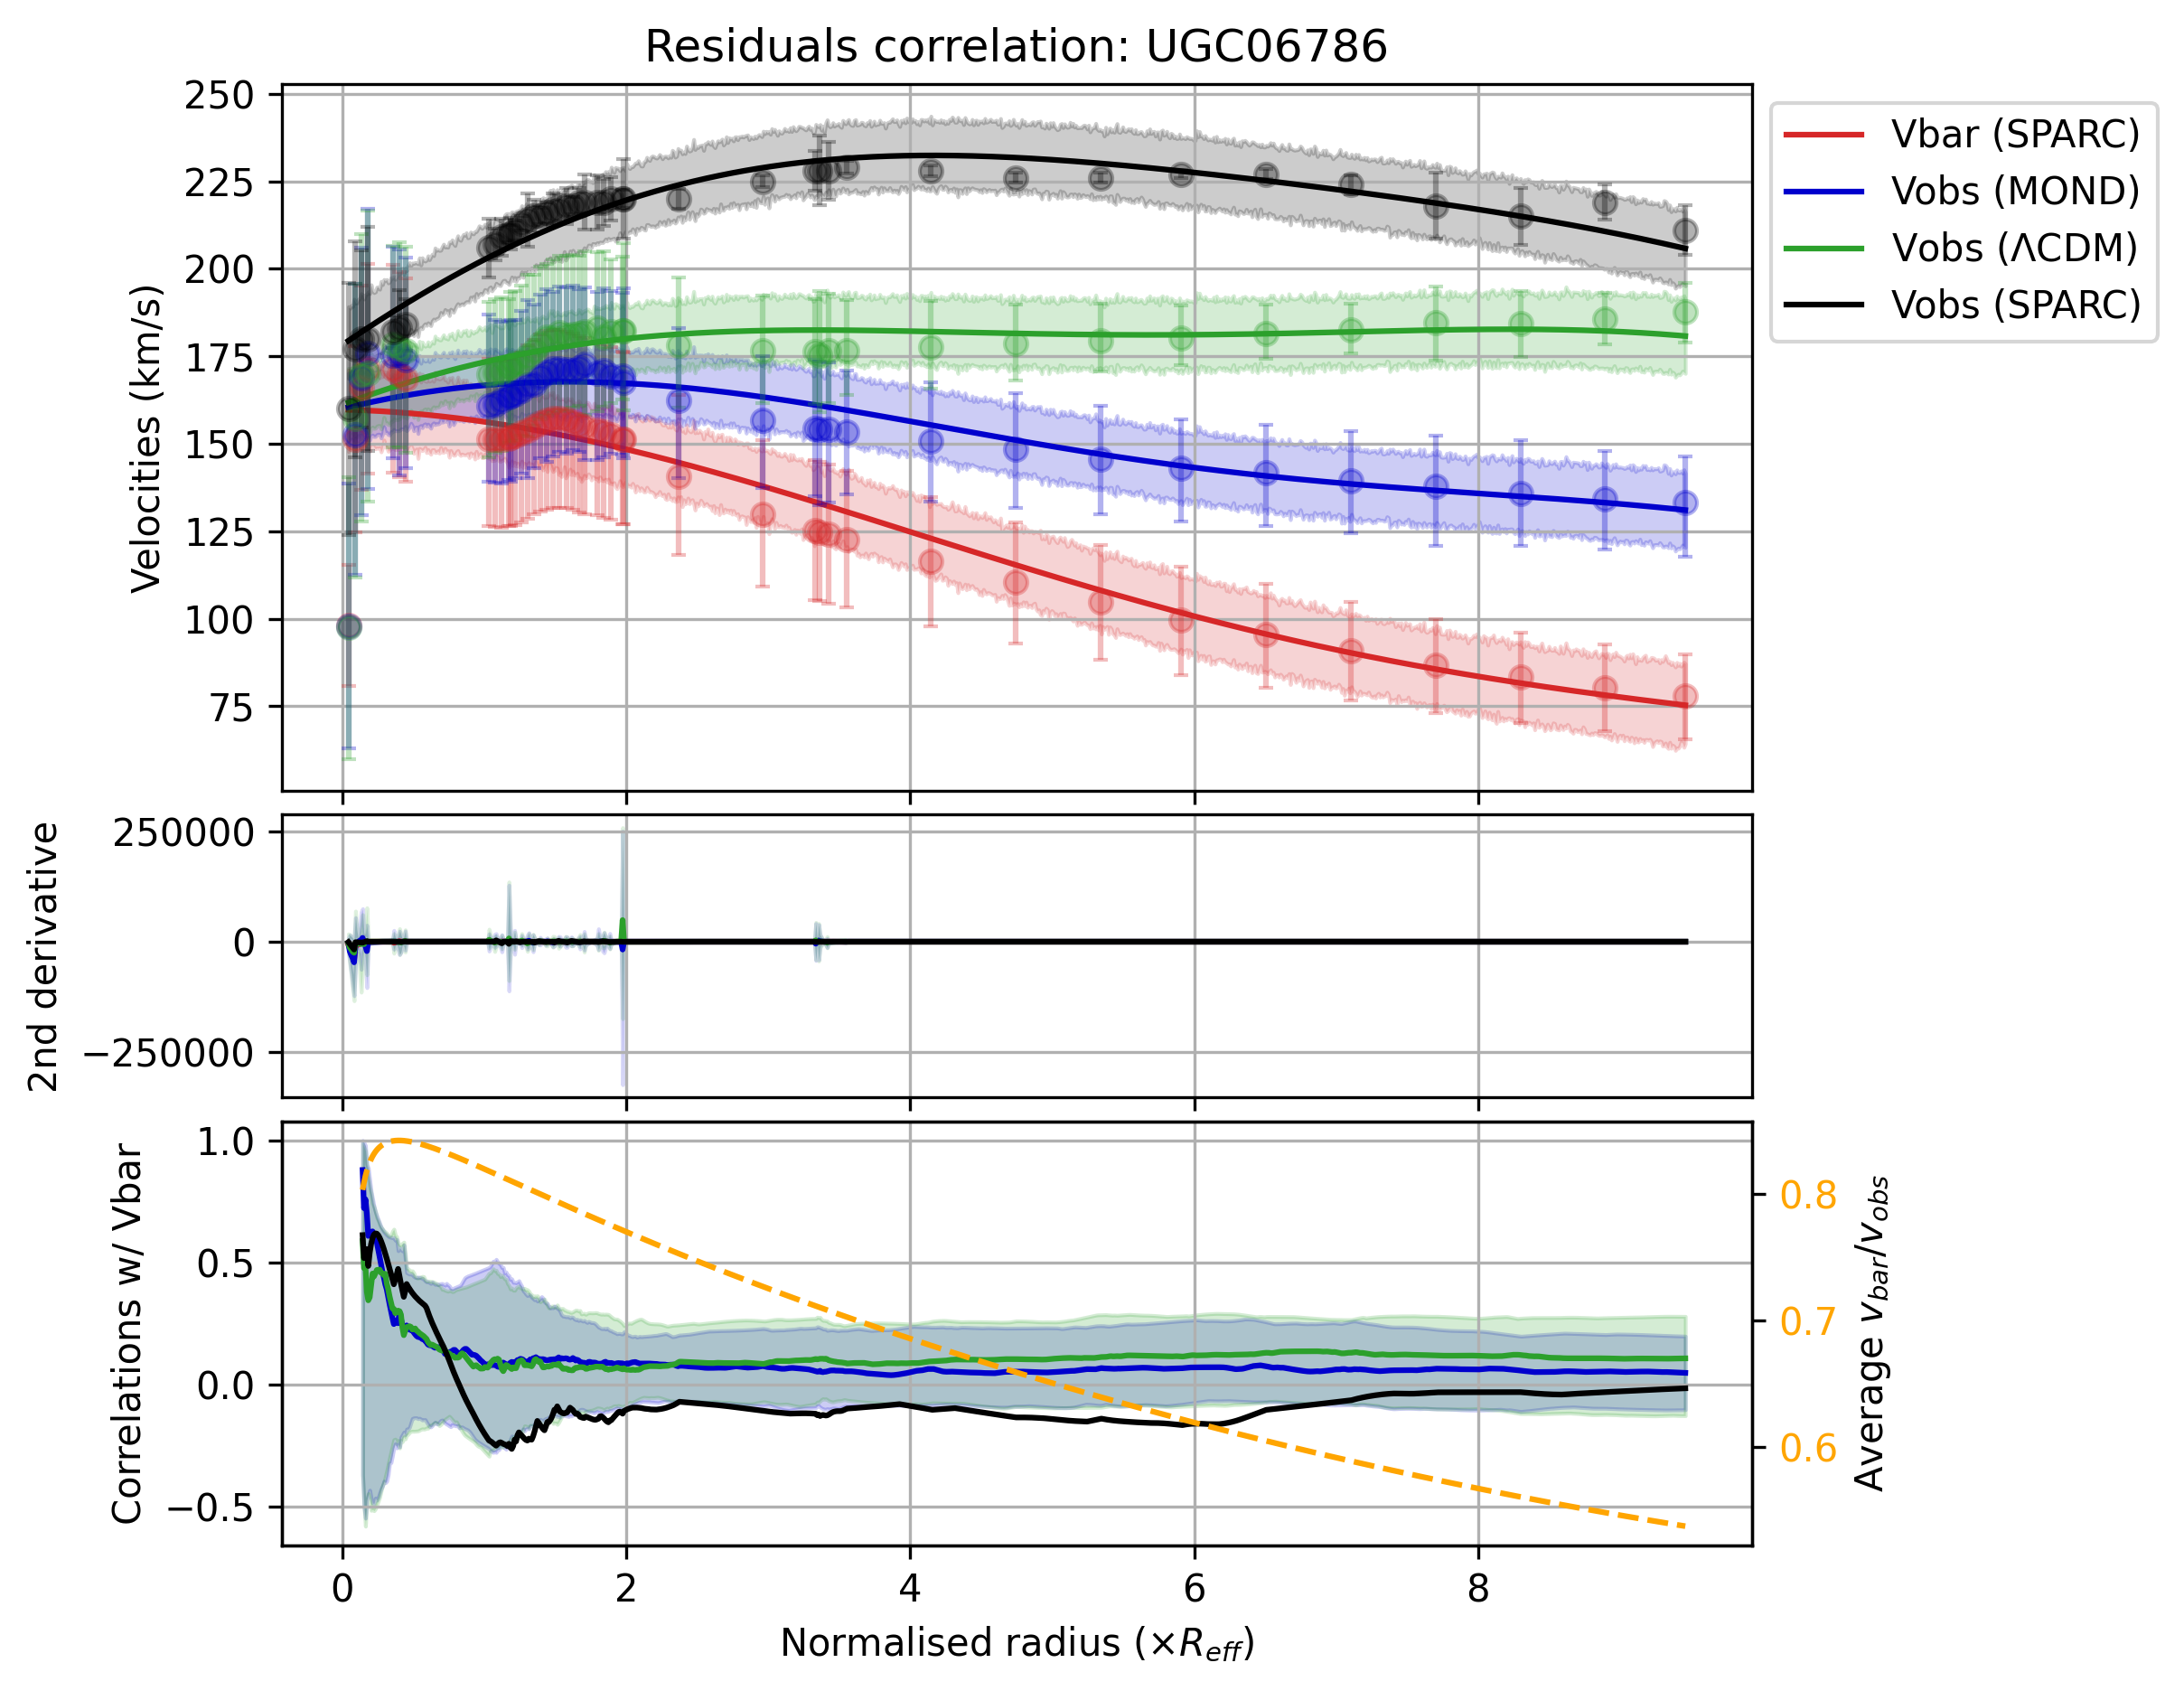 Residuals correlation: UGC06786
250
225
200
175
150
125
100
75
Velocities (km/s)
Vbar (SPARC)
Vobs (MOND)
Vobs (ΛCDM)
Vobs (SPARC)
250000
0
−250000
2nd derivative
1.0
0.5
0.0
−0.5
Correlations w/ Vbar
0.8
0.7
0.6
Average v_bar/v_obs
0 2 4 6 8
Normalised radius (×R_eff)